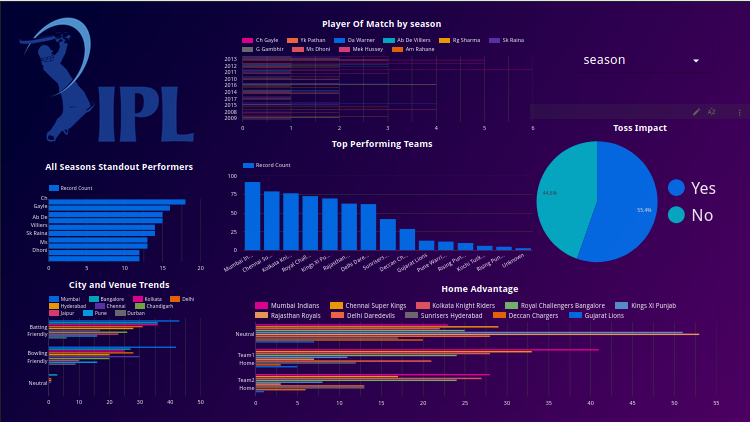 IPL
Player Of Match by season
Ch Gayle Yk Pathan Da Warner Ab De Villiers Rg Sharma Sk Raina
G Gambhir Ms Dhoni Mek Hussey Am Rahane
2013
2012
2011
2010
2016
2014
2017
2015
2008
2009
0 1 2 3 4 5 6
season
All Seasons Standout Performers
Record Count
Ch
Gayle
Ab De
Villiers
Sk Raina
Ms
Dhoni
0 5 10 15 20
Top Performing Teams
Record Count
100
75
50
25
0
Mumbai In...
Chennai Su...
Kolkata Kni...
Royal Chall...
Kings Xi Pu...
Rajasthan...
Delhi Dare...
Sunrisers...
Deccan Ch...
Gujarat Lions
Pune Warri...
Rising Pun...
Kochi Tusk...
Rising Pun...
Unknown
Toss Impact
44.6%
55.4%
Yes
No
City and Venue Trends
Mumbai Bangalore Kolkata Delhi
Hyderabad Chennai Chandigarh
Jaipur Pune Durban
Batting
Friendly
Bowling
Friendly
Neutral
0 10 20 30 40 50
Home Advantage
Mumbai Indians Chennai Super Kings Kolkata Knight Riders Royal Challengers Bangalore Kings XI Punjab
Rajasthan Royals Delhi Daredevils Sunrisers Hyderabad Deccan Chargers Gujarat Lions
Neutral
Team1
Home
Team2
Home
0 5 10 15 20 25 30 35 40 45 50 55